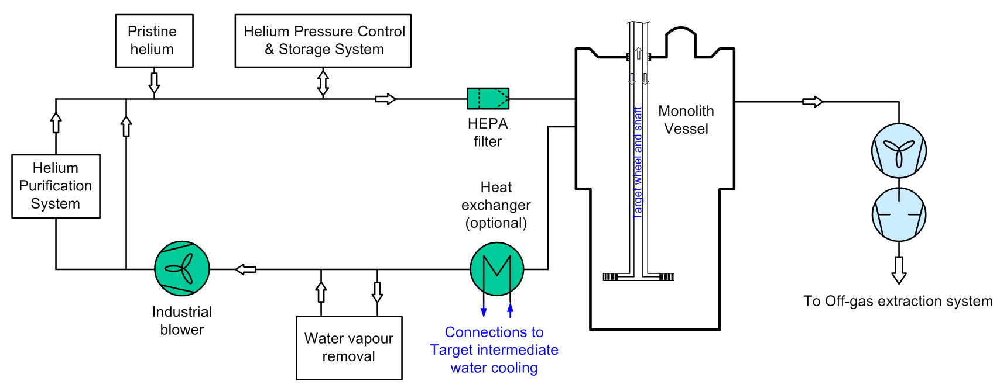 Pristine
helium
Helium Pressure Control
& Storage System
HEPA
filter
Monolith
Vessel
Target wheel and shaft
Helium
Purification
System
Heat
exchanger
(optional)
Industrial
blower
Water vapour
removal
Connections to
Target intermediate
water cooling
To Off-gas extraction system